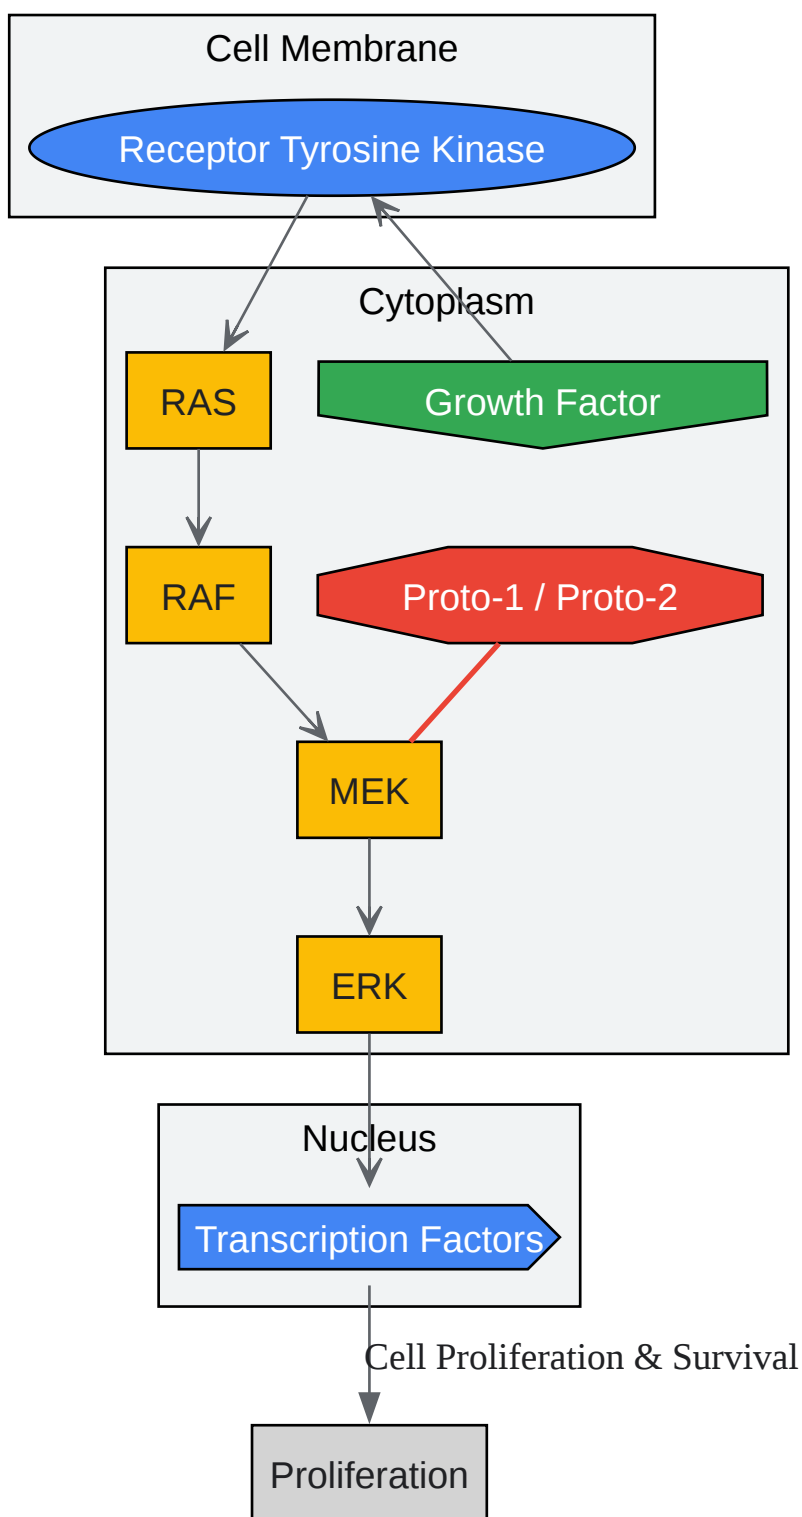 Cell Membrane
Receptor Tyrosine Kinase
Cytoplasm
RAS
Growth Factor
RAF
Proto-1 / Proto-2
MEK
ERK
Nucleus
Transcription Factors
Cell Proliferation & Survival
Proliferation